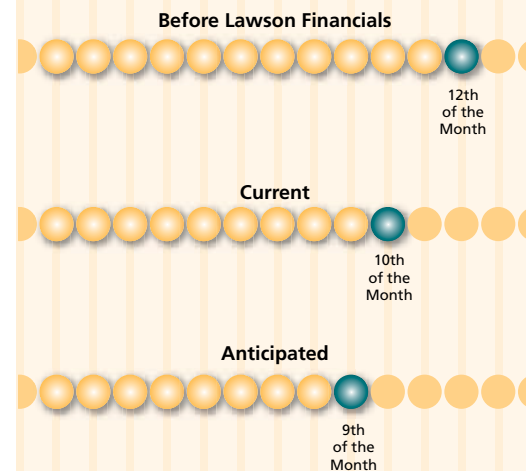 Before Lawson Financials
12th
of the
Month
Current
10th
of the
Month
Anticipated
9th
of the
Month